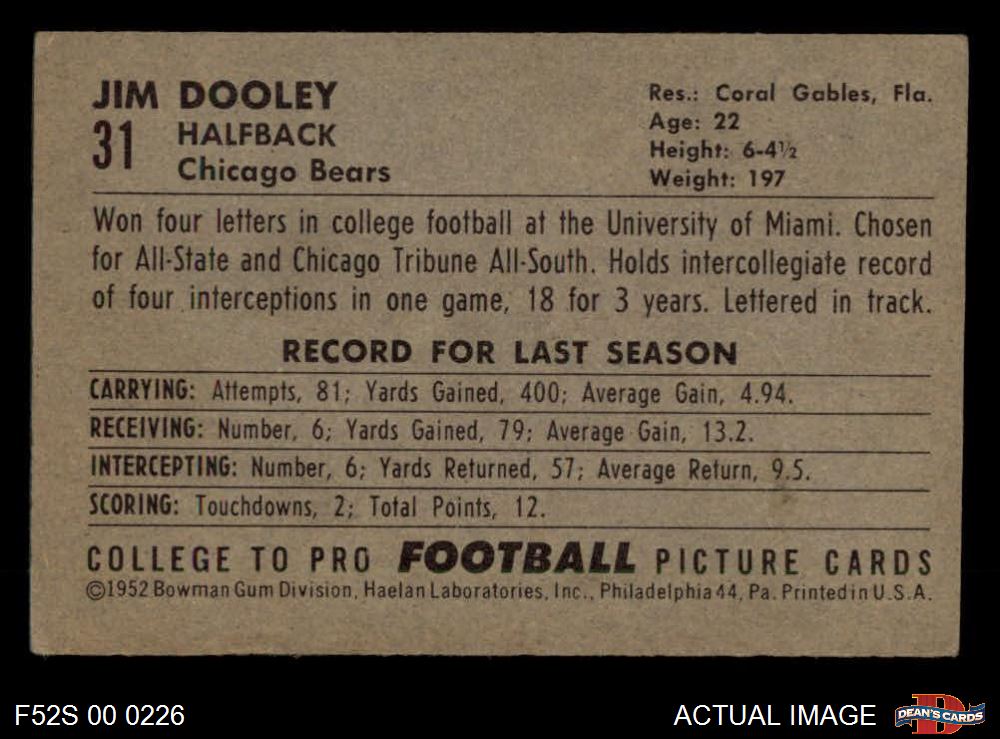 JIM DOOLEY
31 HALFBACK
Chicago Bears
Res.: Coral Gables, Fla.
Age: 22
Height: 6-4½
Weight: 197
Won four letters in college football at the University of Miami. Chosen
for All-State and Chicago Tribune All-South. Holds intercollegiate record
of four interceptions in one game, 18 for 3 years. Lettered in track.
RECORD FOR LAST SEASON
CARRYING: Attempts, 81; Yards Gained, 400; Average Gain, 4.94.
RECEIVING: Number, 6; Yards Gained, 79; Average Gain, 13.2.
INTERCEPTING: Number, 6; Yards Returned, 57; Average Return, 9.5.
SCORING: Touchdowns, 2; Total Points, 12.
COLLEGE TO PRO FOOTBALL PICTURE CARDS
©1952 Bowman Gum Division, Haelan Laboratories, Inc., Philadelphia 44, Pa. Printed in U.S.A.
F52S 00 0226
ACTUAL IMAGE
D
DEAN'S CARDS